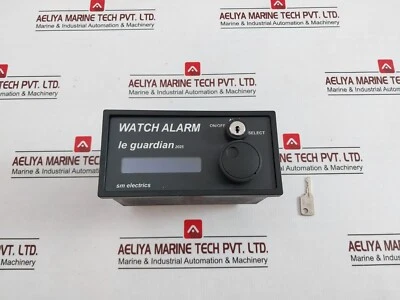 AELIYA MARINE TECH PVT. LTD.
Marine & Industrial Automation & Machinery
AELIYA MARINE TECH PVT. LTD.
Marine & Industrial Automation & Machinery
AELIYA MARINE TECH PVT. LTD.
Marine & Industrial Automation & Machinery
WATCH ALARM
ON/OFF
SELECT
le guardian
sm electrics
AELIYA MARINE TECH PVT. LTD.
Marine & Industrial Automation & Machinery
AELIYA MARINE TECH PVT. LTD.
Marine & Industrial Automation & Machinery